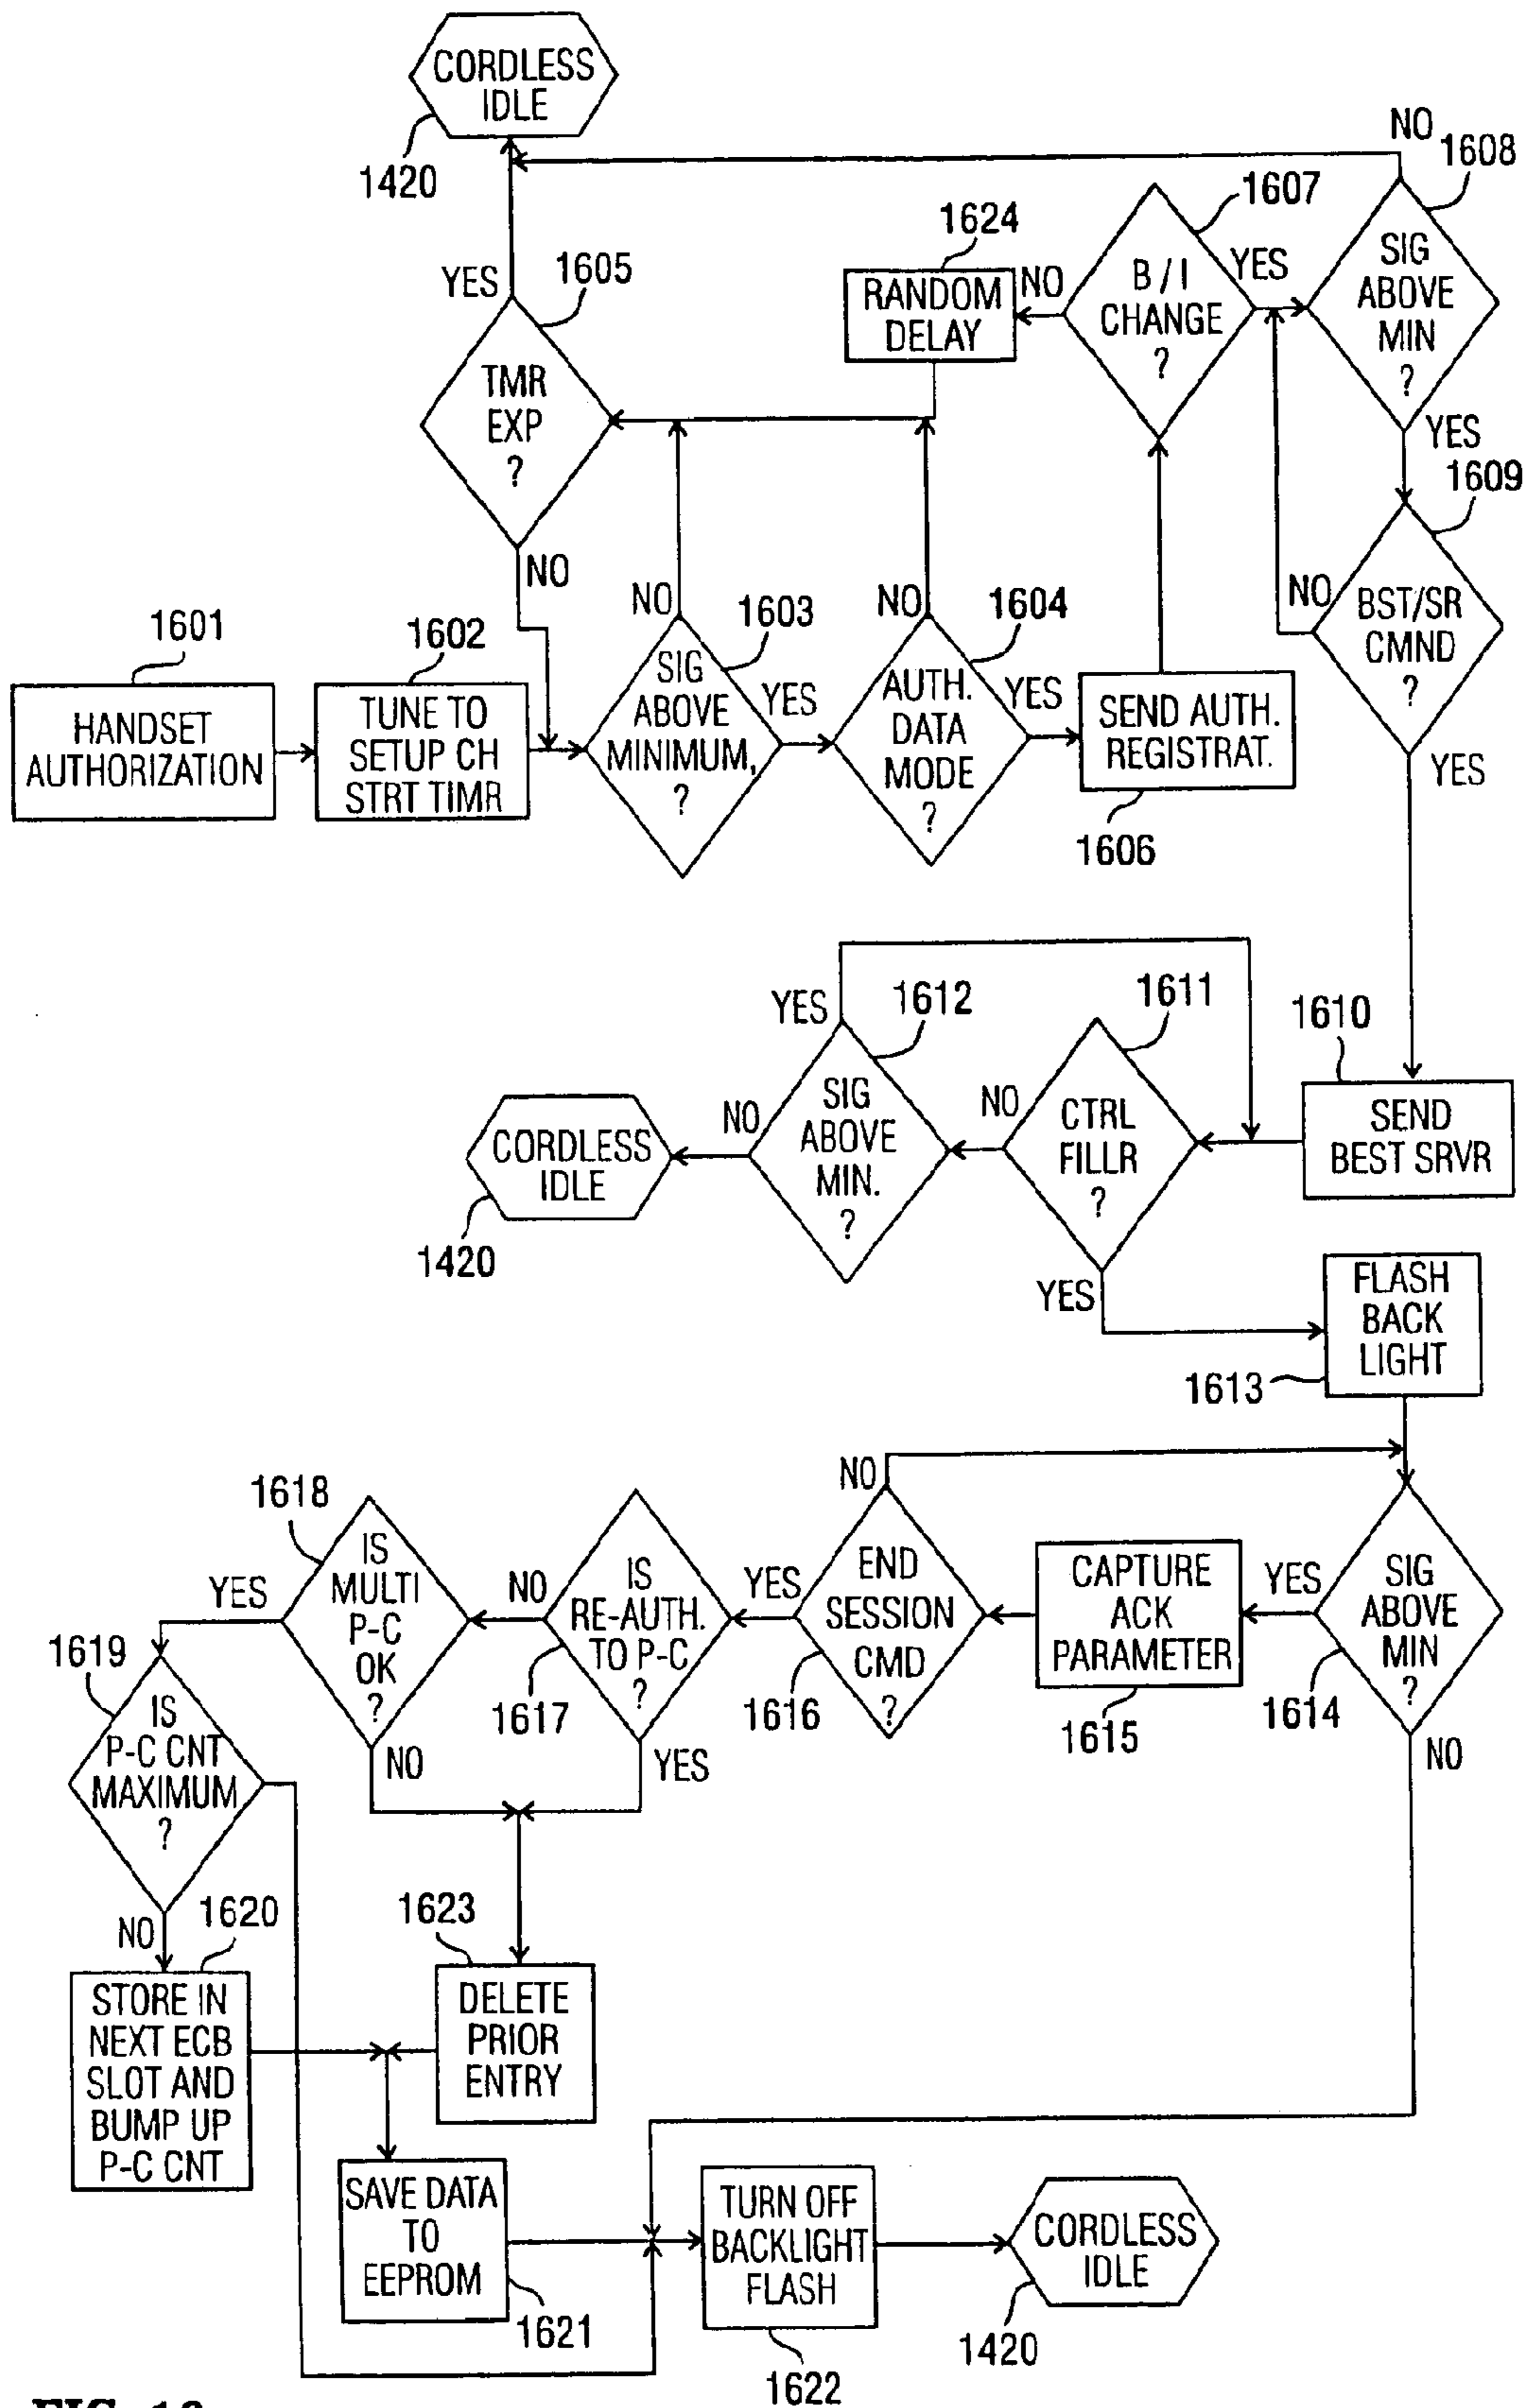 CORDLESS
IDLE
1420
NO
1608
1607
1624
1605
YES
RANDOM
DELAY
NO
B / I
CHANGE
?
YES
SIG
ABOVE
MIN
?
TMR
EXP
?
YES
1609
NO
NO
1603
NO
1604
NO
BST/SR
CMND
?
1601
1602
HANDSET
AUTHORIZATION
TUNE TO
SETUP CH
STRT TIMR
SIG
ABOVE
MINIMUM,
?
YES
AUTH.
DATA
MODE
?
YES
SEND AUTH.
REGISTRAT.
YES
1606
YES
1612
1611
1610
CORDLESS
IDLE
NO
SIG
ABOVE
MIN.
?
NO
CTRL
FILLR
?
SEND
BEST SRVR
1420
YES
FLASH
BACK
LIGHT
1613
1618
NO
YES
IS
MULTI
P-C
OK
?
NO
IS
RE-AUTH.
TO P-C
?
YES
END
SESSION
CMD
?
CAPTURE
ACK
PARAMETER
YES
SIG
ABOVE
MIN
?
1619
1617
1616
1615
1614
IS
P-C CNT
MAXIMUM
?
NO
YES
NO
NO
1620
1623
STORE IN
NEXT ECB
SLOT AND
BUMP UP
P-C CNT
DELETE
PRIOR
ENTRY
SAVE DATA
TO
EEPROM
TURN OFF
BACKLIGHT
FLASH
CORDLESS
IDLE
1621
1622
1420